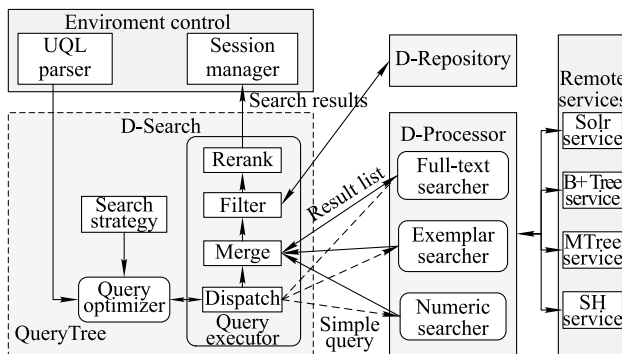 Enviroment control
UQL
parser
Session
manager
D-Repository
Remote
services
Search results
D-Search
D-Processor
Solr
service
Rerank
Full-text
searcher
Result list
Filter
B+Tree
service
Search
strategy
Merge
Exemplar
searcher
MTree
service
Query
optimizer
Dispatch
Numeric
searcher
SH
service
Query
executor
QueryTree
Simple
query